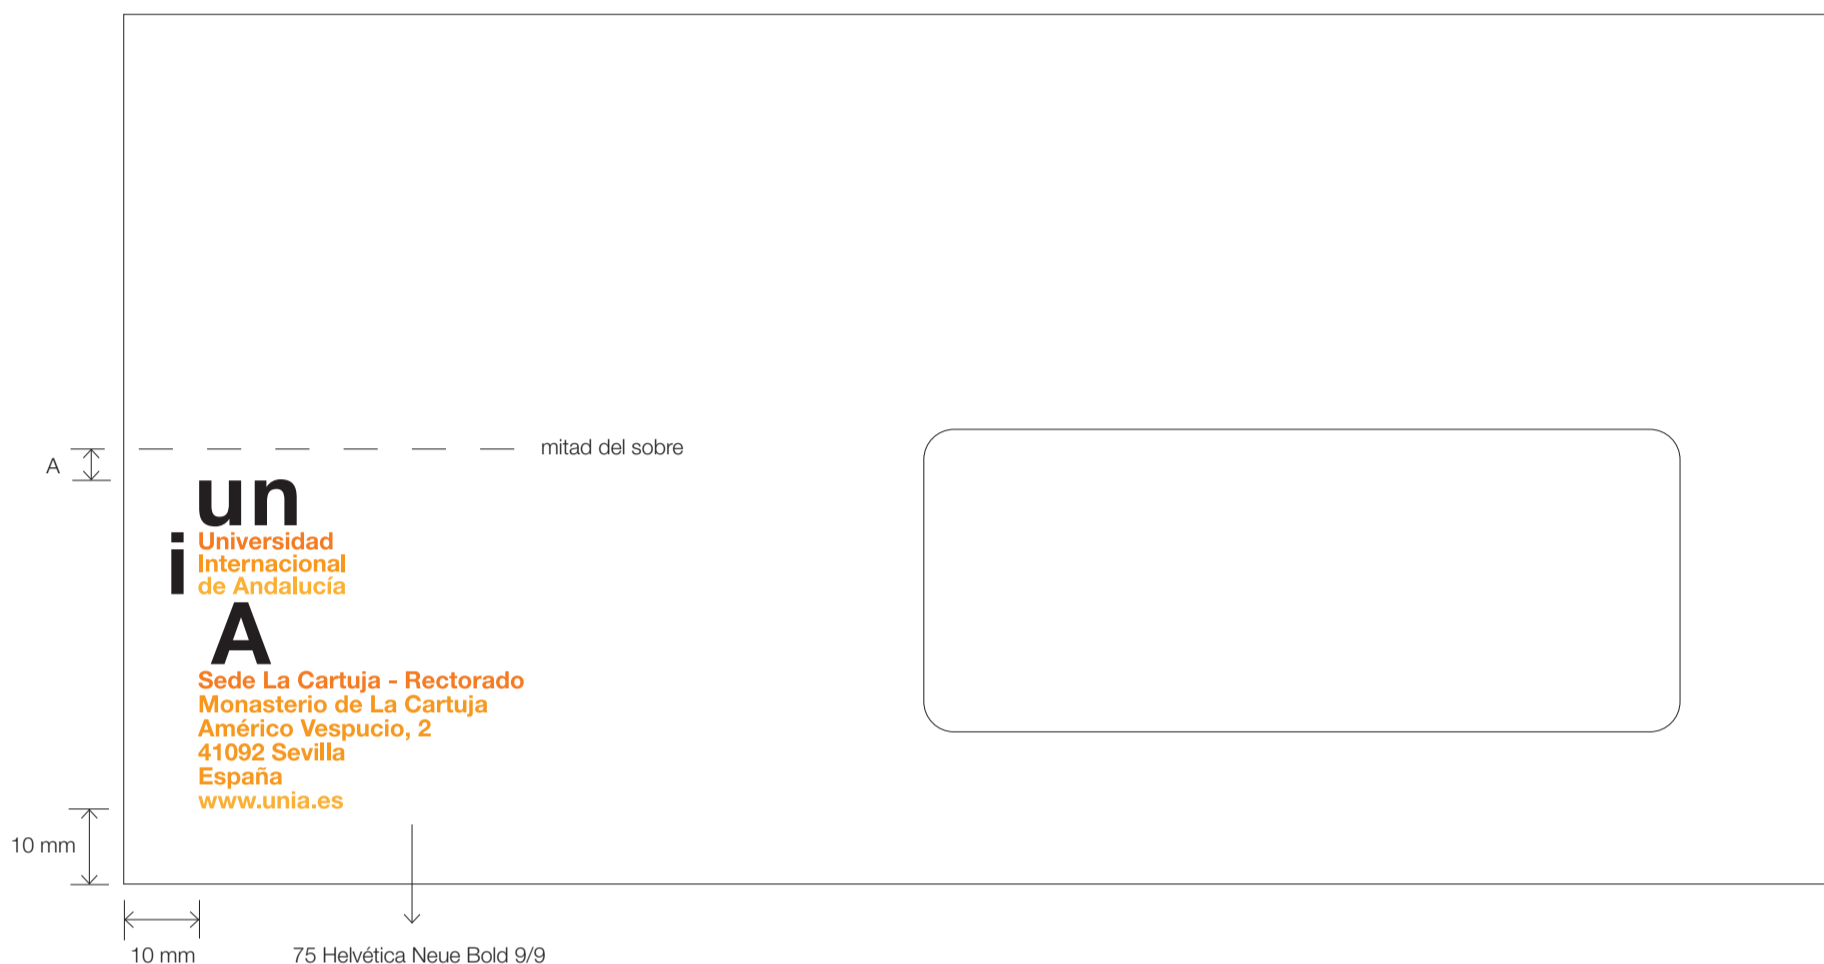 mitad del sobre
A
un
i
Universidad
Internacional
de Andalucía
A
Sede La Cartuja - Rectorado
Monasterio de La Cartuja
Américo Vespucio, 2
41092 Sevilla
España
www.unia.es
10 mm
10 mm
75 Helvética Neue Bold 9/9